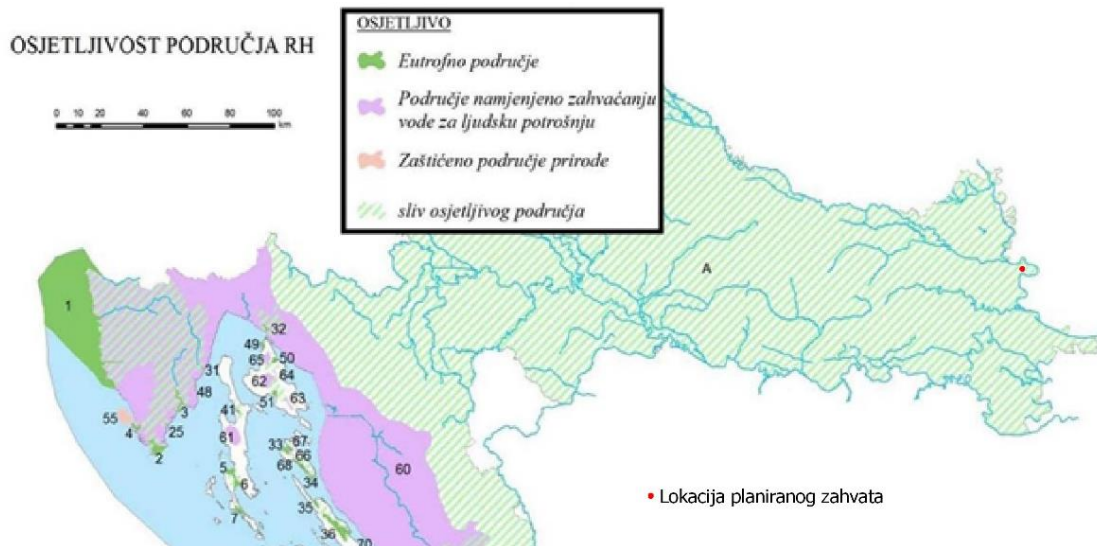 OSJETLJIVOST PODRUČJA RH
0 10 20 40 60 80 100
km
OSJETLJIVO
Eutrofno područje
Područje namjenjeno zahvaćanju
vode za ljudsku potrošnju
Zaštićeno područje prirode
sliv osjetljivog područja
A
1
32
49
50
65
31
62
64
48
51
63
3
41
55
4
25
61
33
67
66
2
68
60
5
6
34
7
35
36
70
• Lokacija planiranog zahvata